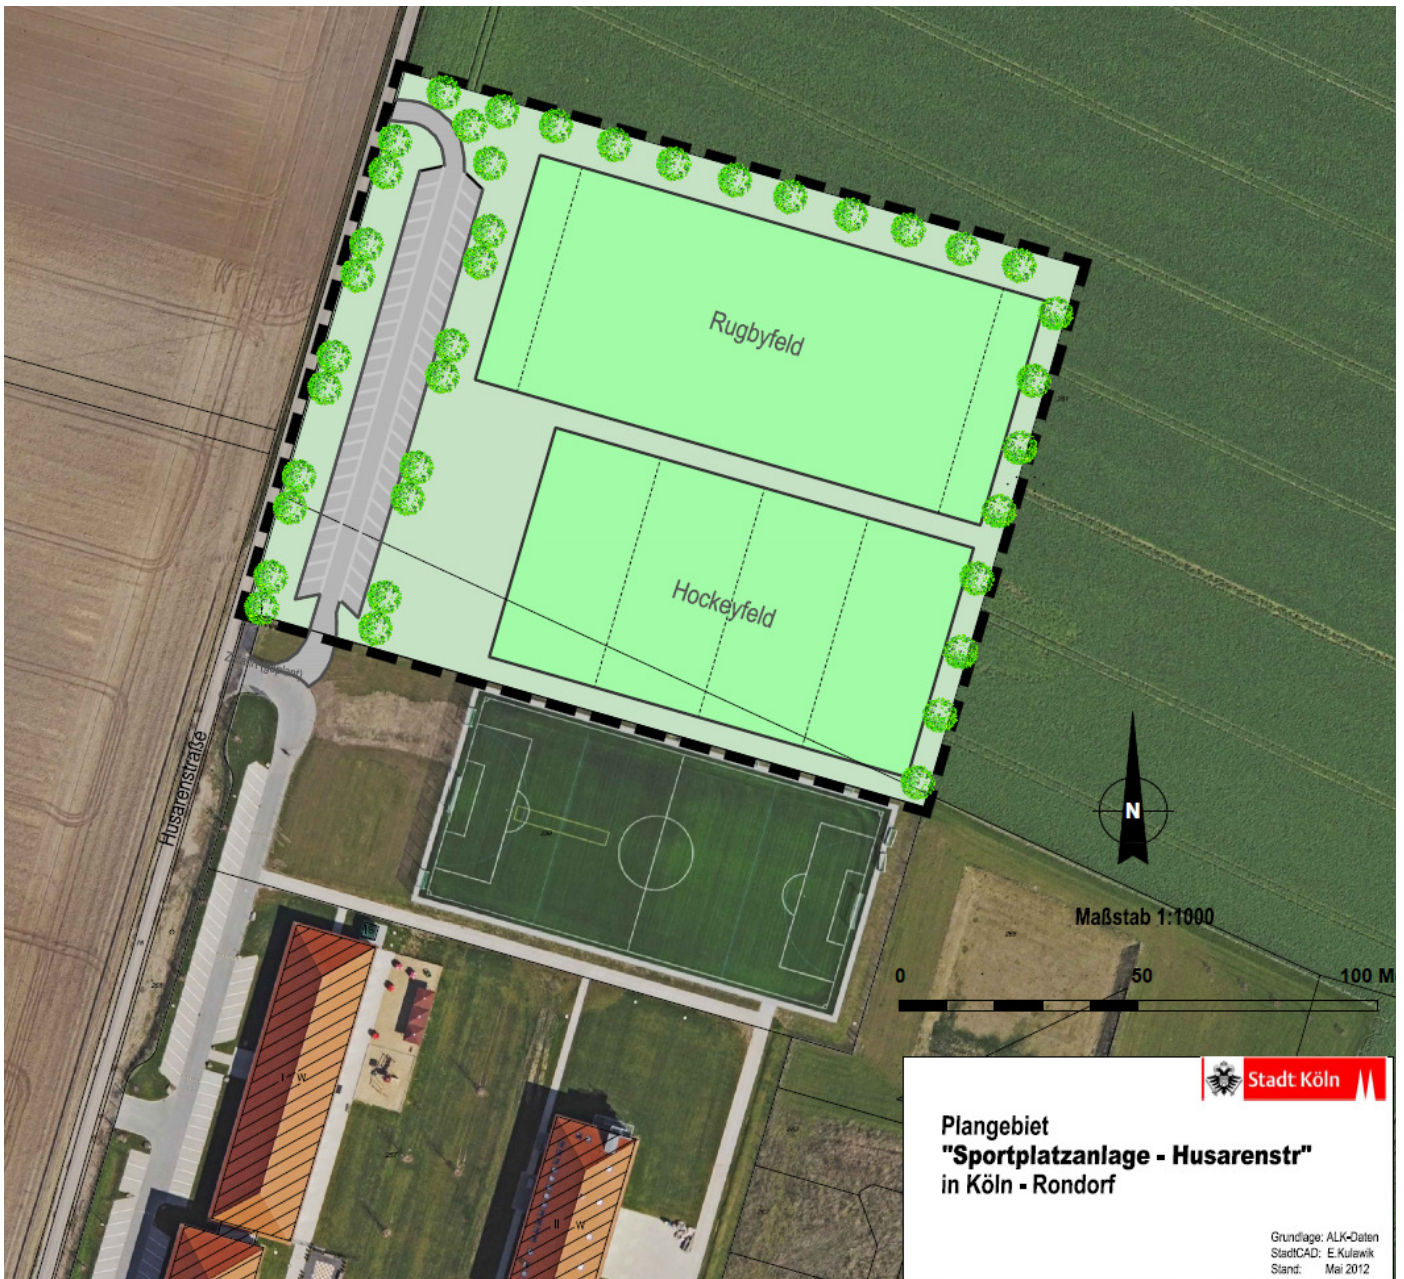 Rugbyfeld
Hockeyfeld
Husarenstraße
N
Maßstab 1:1000
0 50 100 M
I W
II W
Stadt Köln
Plangebiet
"Sportplatzanlage - Husarenstr"
in Köln - Rondorf
Grundlage: ALK-Daten
StadtCAD: E.Kulawik
Stand: Mai 2012